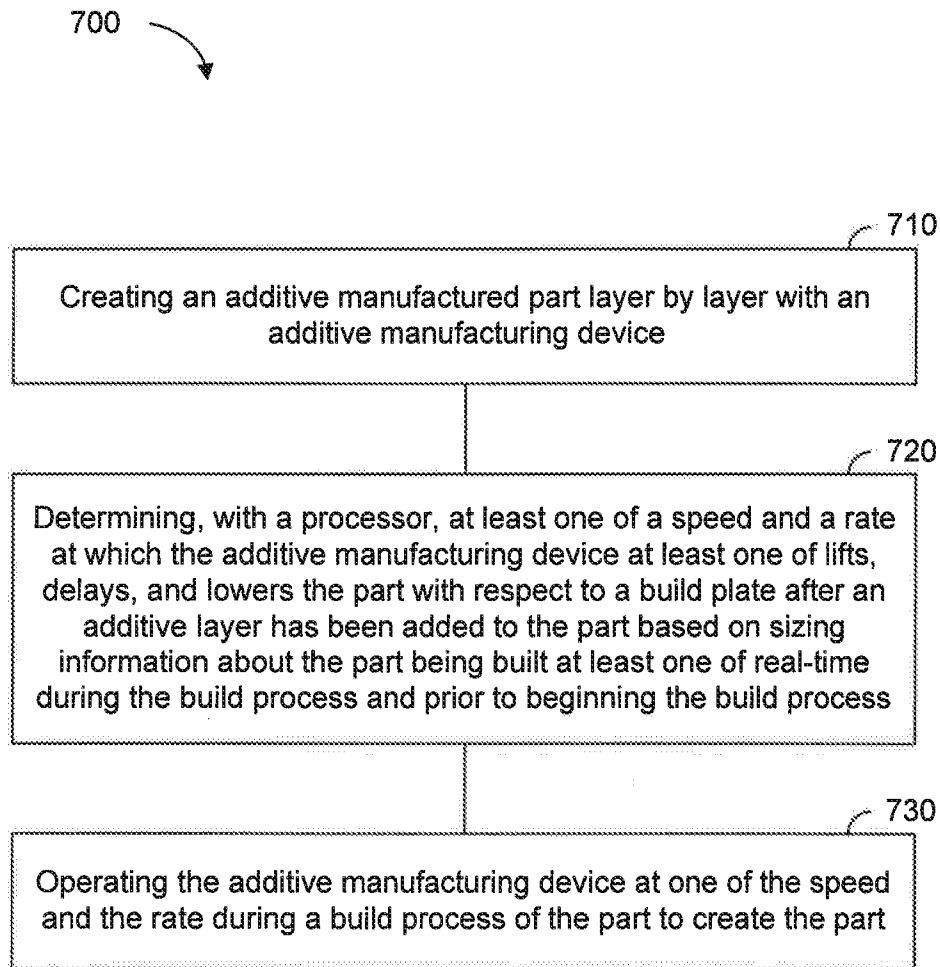 700
710
Creating an additive manufactured part layer by layer with an
additive manufacturing device
720
Determining, with a processor, at least one of a speed and a rate
at which the additive manufacturing device at least one of lifts,
delays, and lowers the part with respect to a build plate after an
additive layer has been added to the part based on sizing
information about the part being built at least one of real-time
during the build process and prior to beginning the build process
730
Operating the additive manufacturing device at one of the speed
and the rate during a build process of the part to create the part